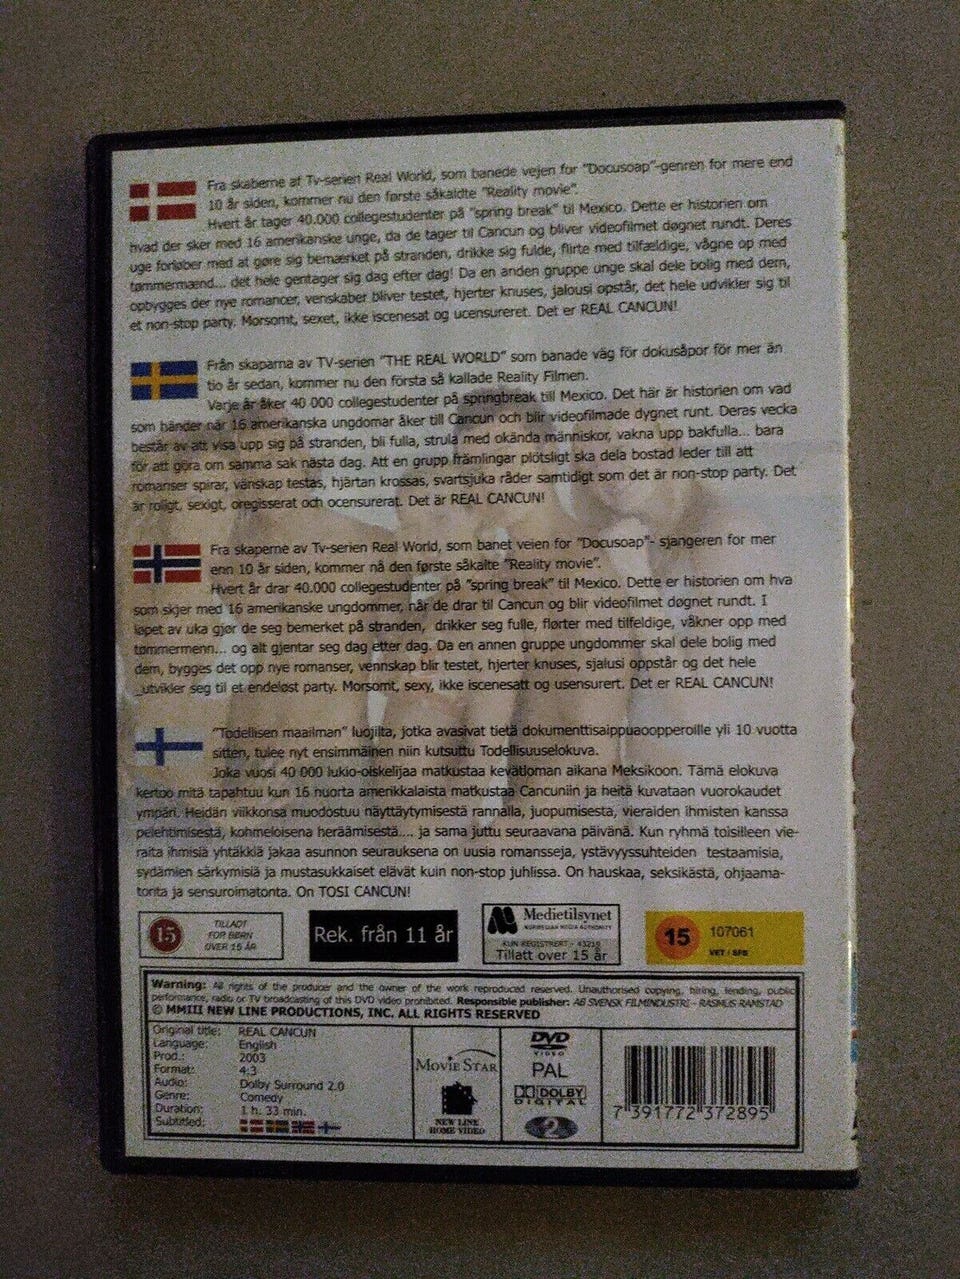 Fra skaberne af Tv-serien Real World, som banede vejen for "Docusoap"-genren for mere end
10 år siden, kommer nu den første såkaldte "Reality movie".
Hvert år tager 40.000 collegestudenter på "spring break" til Mexico. Dette er historien om
hvad der sker med 16 amerikanske unge, da de tager til Cancun og bliver videofilmet døgnet rundt. Deres
uge forløber med at gøre sig bemærket på stranden, drikke sig fulde, flirte med tilfældige, vågne op med
tømmermænd... det hele gentager sig dag efter dag! Da en anden gruppe unge skal dele bolig med dem,
opbygges der nye romancer, venskaber bliver testet, hjerter knuses, jalousi opstår, det hele udvikler sig til
et non-stop party. Morsomt, sexet, ikke iscenesat og ucensureret. Det er REAL CANCUN!
Från skaparna av TV-serien "THE REAL WORLD" som banade väg för dokusåpor för mer än
tio år sedan, kommer nu den första så kallade Reality Filmen.
Varje år åker 40 000 collegestudenter på springbreak till Mexico. Det här är historien om vad
som händer när 16 amerikanska ungdomar åker till Cancun och blir videofilmade dygnet runt. Deras vecka
består av att visa upp sig på stranden, bli fulla, strula med okända människor, vakna upp bakfulla... bara
för att göra om samma sak nästa dag. Att en grupp främlingar plötsligt ska dela bostad leder till att
romanser spirar, vänskap testas, hjärtan krossas, svartsjuka råder samtidigt som det är non-stop party. Det
är roligt, sexigt, oregisserat och ocensurerat. Det är REAL CANCUN!
Fra skaperne av Tv-serien Real World, som banet veien for "Docusoap"- sjangeren for mer
enn 10 år siden, kommer nå den første såkalte "Reality movie".
Hvert år drar 40.000 collegestudenter på "spring break" til Mexico. Dette er historien om hva
som skjer med 16 amerikanske ungdommer, når de drar til Cancun og blir videofilmet døgnet rundt. I
løpet av uka gjør de seg bemerket på stranden, drikker seg fulle, flørter med tilfeldige, våkner opp med
tømmermenn... og alt gjentar seg dag etter dag. Da en annen gruppe ungdommer skal dele bolig med
dem, bygges det opp nye romanser, vennskap blir testet, hjerter knuses, sjalusi oppstår og det hele
_utvikler seg til et endeløst party. Morsomt, sexy, ikke iscenesatt og usensurert. Det er REAL CANCUN!
"Todellisen maailman" luojilta, jotka avasivat tietä dokumenttisaippuaoopperoille yli 10 vuotta
sitten, tulee nyt ensimmäinen niin kutsuttu Todellisuuselokuva.
Joka vuosi 40 000 lukio-oiskelijaa matkustaa kevätloman aikana Meksikoon. Tämä elokuva
kertoo mitä tapahtuu kun 16 nuorta amerikkalaista matkustaa Cancuniin ja heitä kuvataan vuorokaudet
ympäri. Heidän viikkonsa muodostuu näyttäytymisestä rannalla, juopumisesta, vieraiden ihmisten kanssa
pelehtimisestä, kohmeloisena heräämisestä.... ja sama juttu seuraavana päivänä. Kun ryhmä toisilleen vie-
raita ihmisiä yhtäkkiä jakaa asunnon seurauksena on uusia romansseja, ystävyyssuhteiden testaamisia,
sydämien särkymisiä ja mustasukkaiset elävät kuin non-stop juhlissa. On hauskaa, seksikästä, ohjaama-
tonta ja sensuroimatonta. On TOSI CANCUN!
15 TILLADT
FOR BØRN
OVER 15 ÅR
Rek. från 11 år
Medietilsynet
NORWEGIAN MEDIA AUTHORITY
KUN REGISTRERT - 43219
Tillatt over 15 år
15 107061
VET / SFB
Warning: All rights of the producer and the owner of the work reproduced reserved. Unauthorised copying, hiring, lending, public
performance, radio or TV broadcasting of this DVD video prohibited. Responsible publisher: AB SVENSK FILMINDUSTRI - RASMUS RAMSTAD
© MMIII NEW LINE PRODUCTIONS, INC. ALL RIGHTS RESERVED
Original title: REAL CANCUN
Language: English
Prod.: 2003
Format: 4:3
Audio: Dolby Surround 2.0
Genre: Comedy
Duration: 1 h. 33 min.
Subtitled:
MOVIE STAR
NEW LINE
HOME VIDEO
DVD
VIDEO
PAL
DOLBY
DIGITAL
2
7 391772 372895